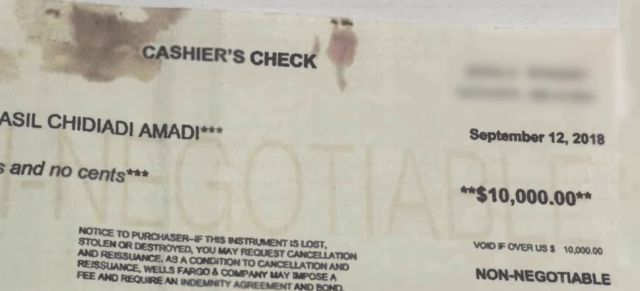 CASHIER'S CHECK
ASIL CHIDIADI AMADI***
September 12, 2018
s and no cents***
**$10,000.00**
NOTICE TO PURCHASER–IF THIS INSTRUMENT IS LOST,
STOLEN OR DESTROYED, YOU MAY REQUEST CANCELLATION
AND REISSUANCE. AS A CONDITION TO CANCELLATION AND
REISSUANCE, WELLS FARGO & COMPANY MAY IMPOSE A
FEE AND REQUIRE AN INDEMNITY AGREEMENT AND BOND.
VOID IF OVER US $ 10,000.00
NON-NEGOTIABLE
N-NEGOTIABLE